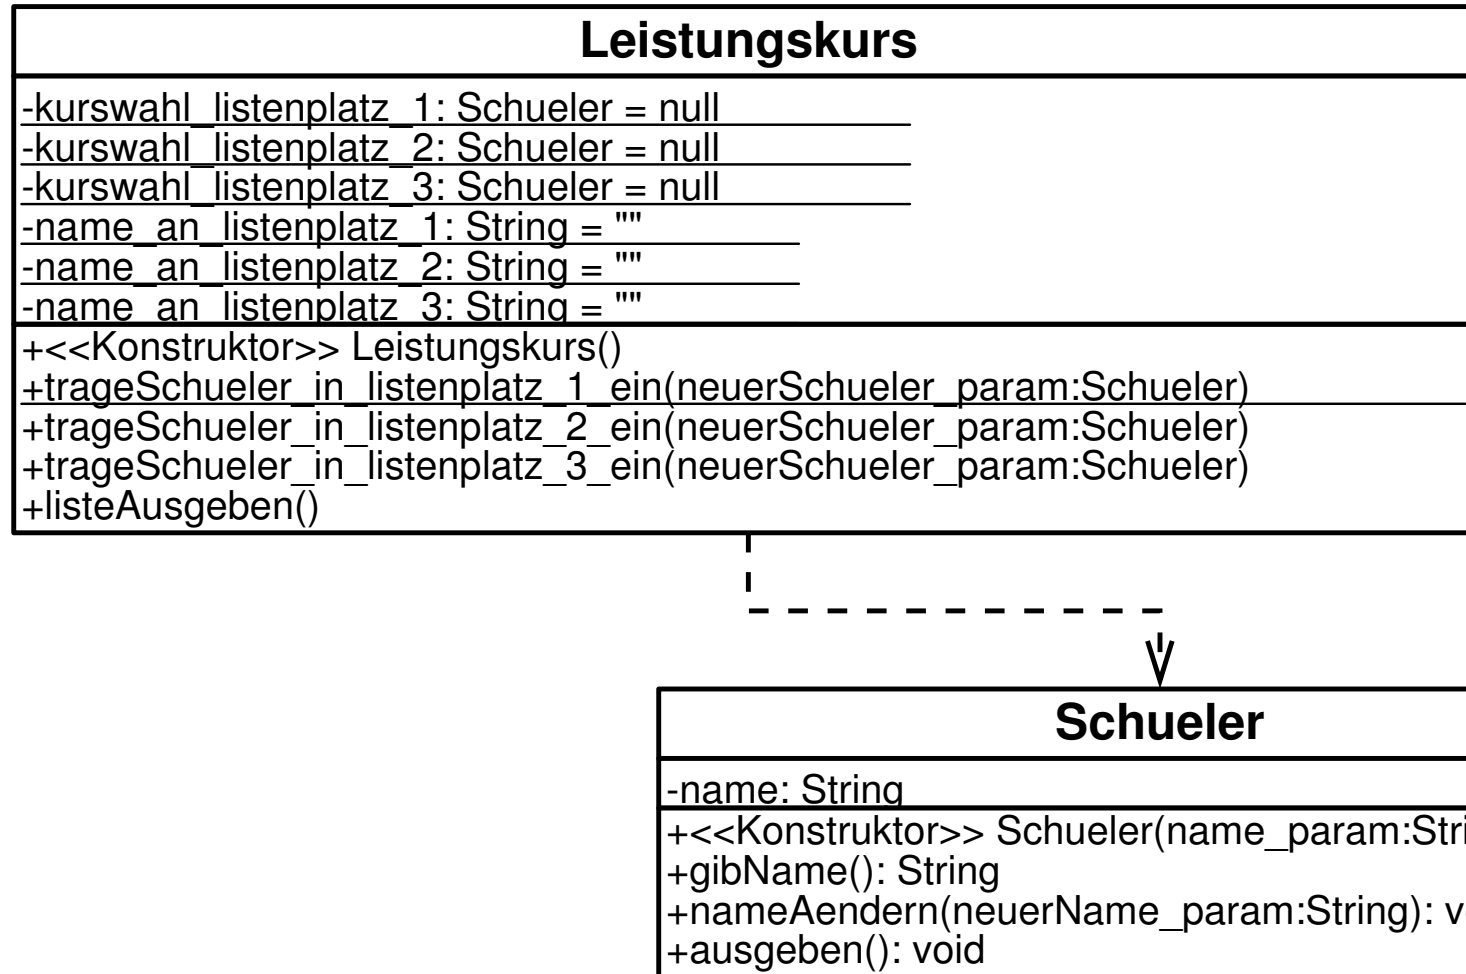 Leistungskurs
-kurswahl_listenplatz_1: Schueler = null
-kurswahl_listenplatz_2: Schueler = null
-kurswahl_listenplatz_3: Schueler = null
-name_an_listenplatz_1: String = ""
-name_an_listenplatz_2: String = ""
-name_an_listenplatz_3: String = ""
+<<Konstruktor>> Leistungskurs()
+trageSchueler_in_listenplatz_1_ein(neuerSchueler_param:Schueler)
+trageSchueler_in_listenplatz_2_ein(neuerSchueler_param:Schueler)
+trageSchueler_in_listenplatz_3_ein(neuerSchueler_param:Schueler)
+listeAusgeben()
Schueler
-name: String
+<<Konstruktor>> Schueler(name_param:Stri
+gibName(): String
+nameAendern(neuerName_param:String): v
+ausgeben(): void